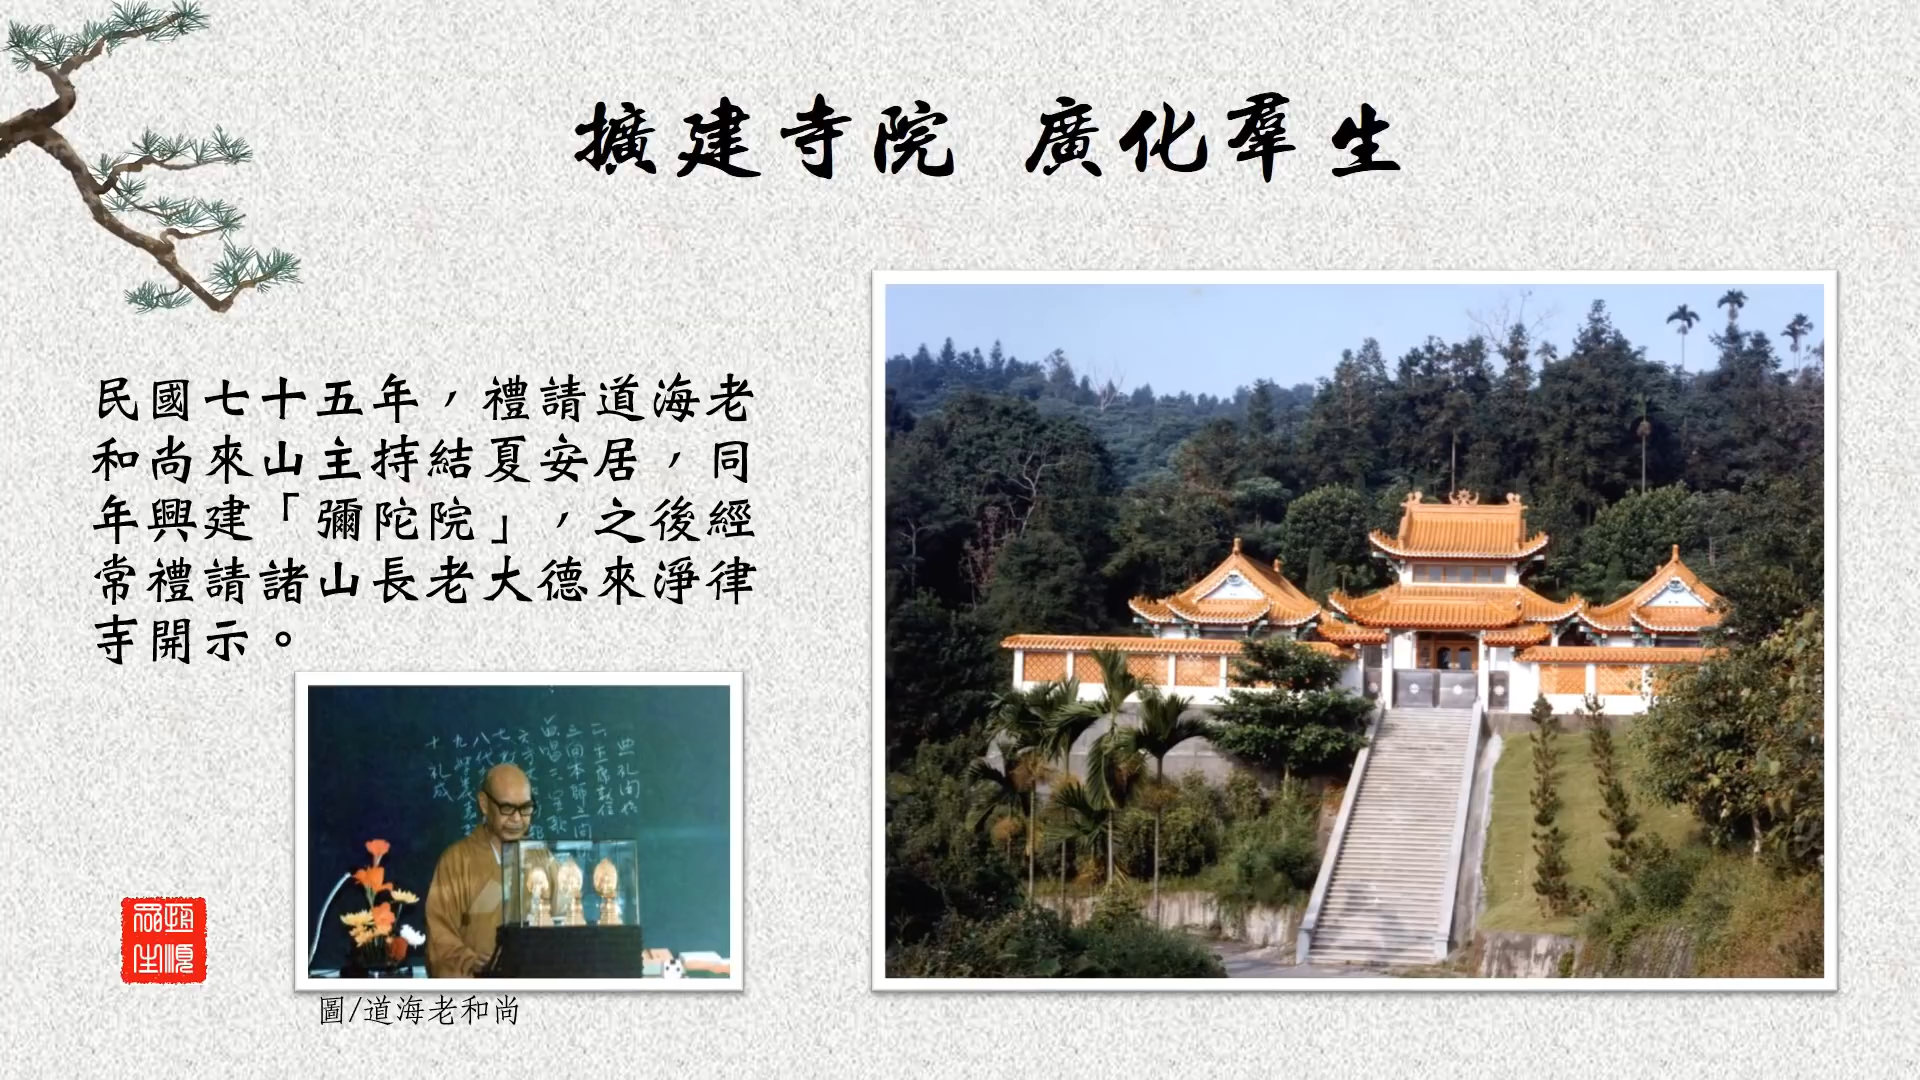 擴建寺院 廣化羣生
民國七十五年，禮請道海老
和尚來山主持結夏安居，同
年興建「彌陀院」，之後經
常禮請諸山長老大德來淨律
寺開示。
圖/道海老和尚